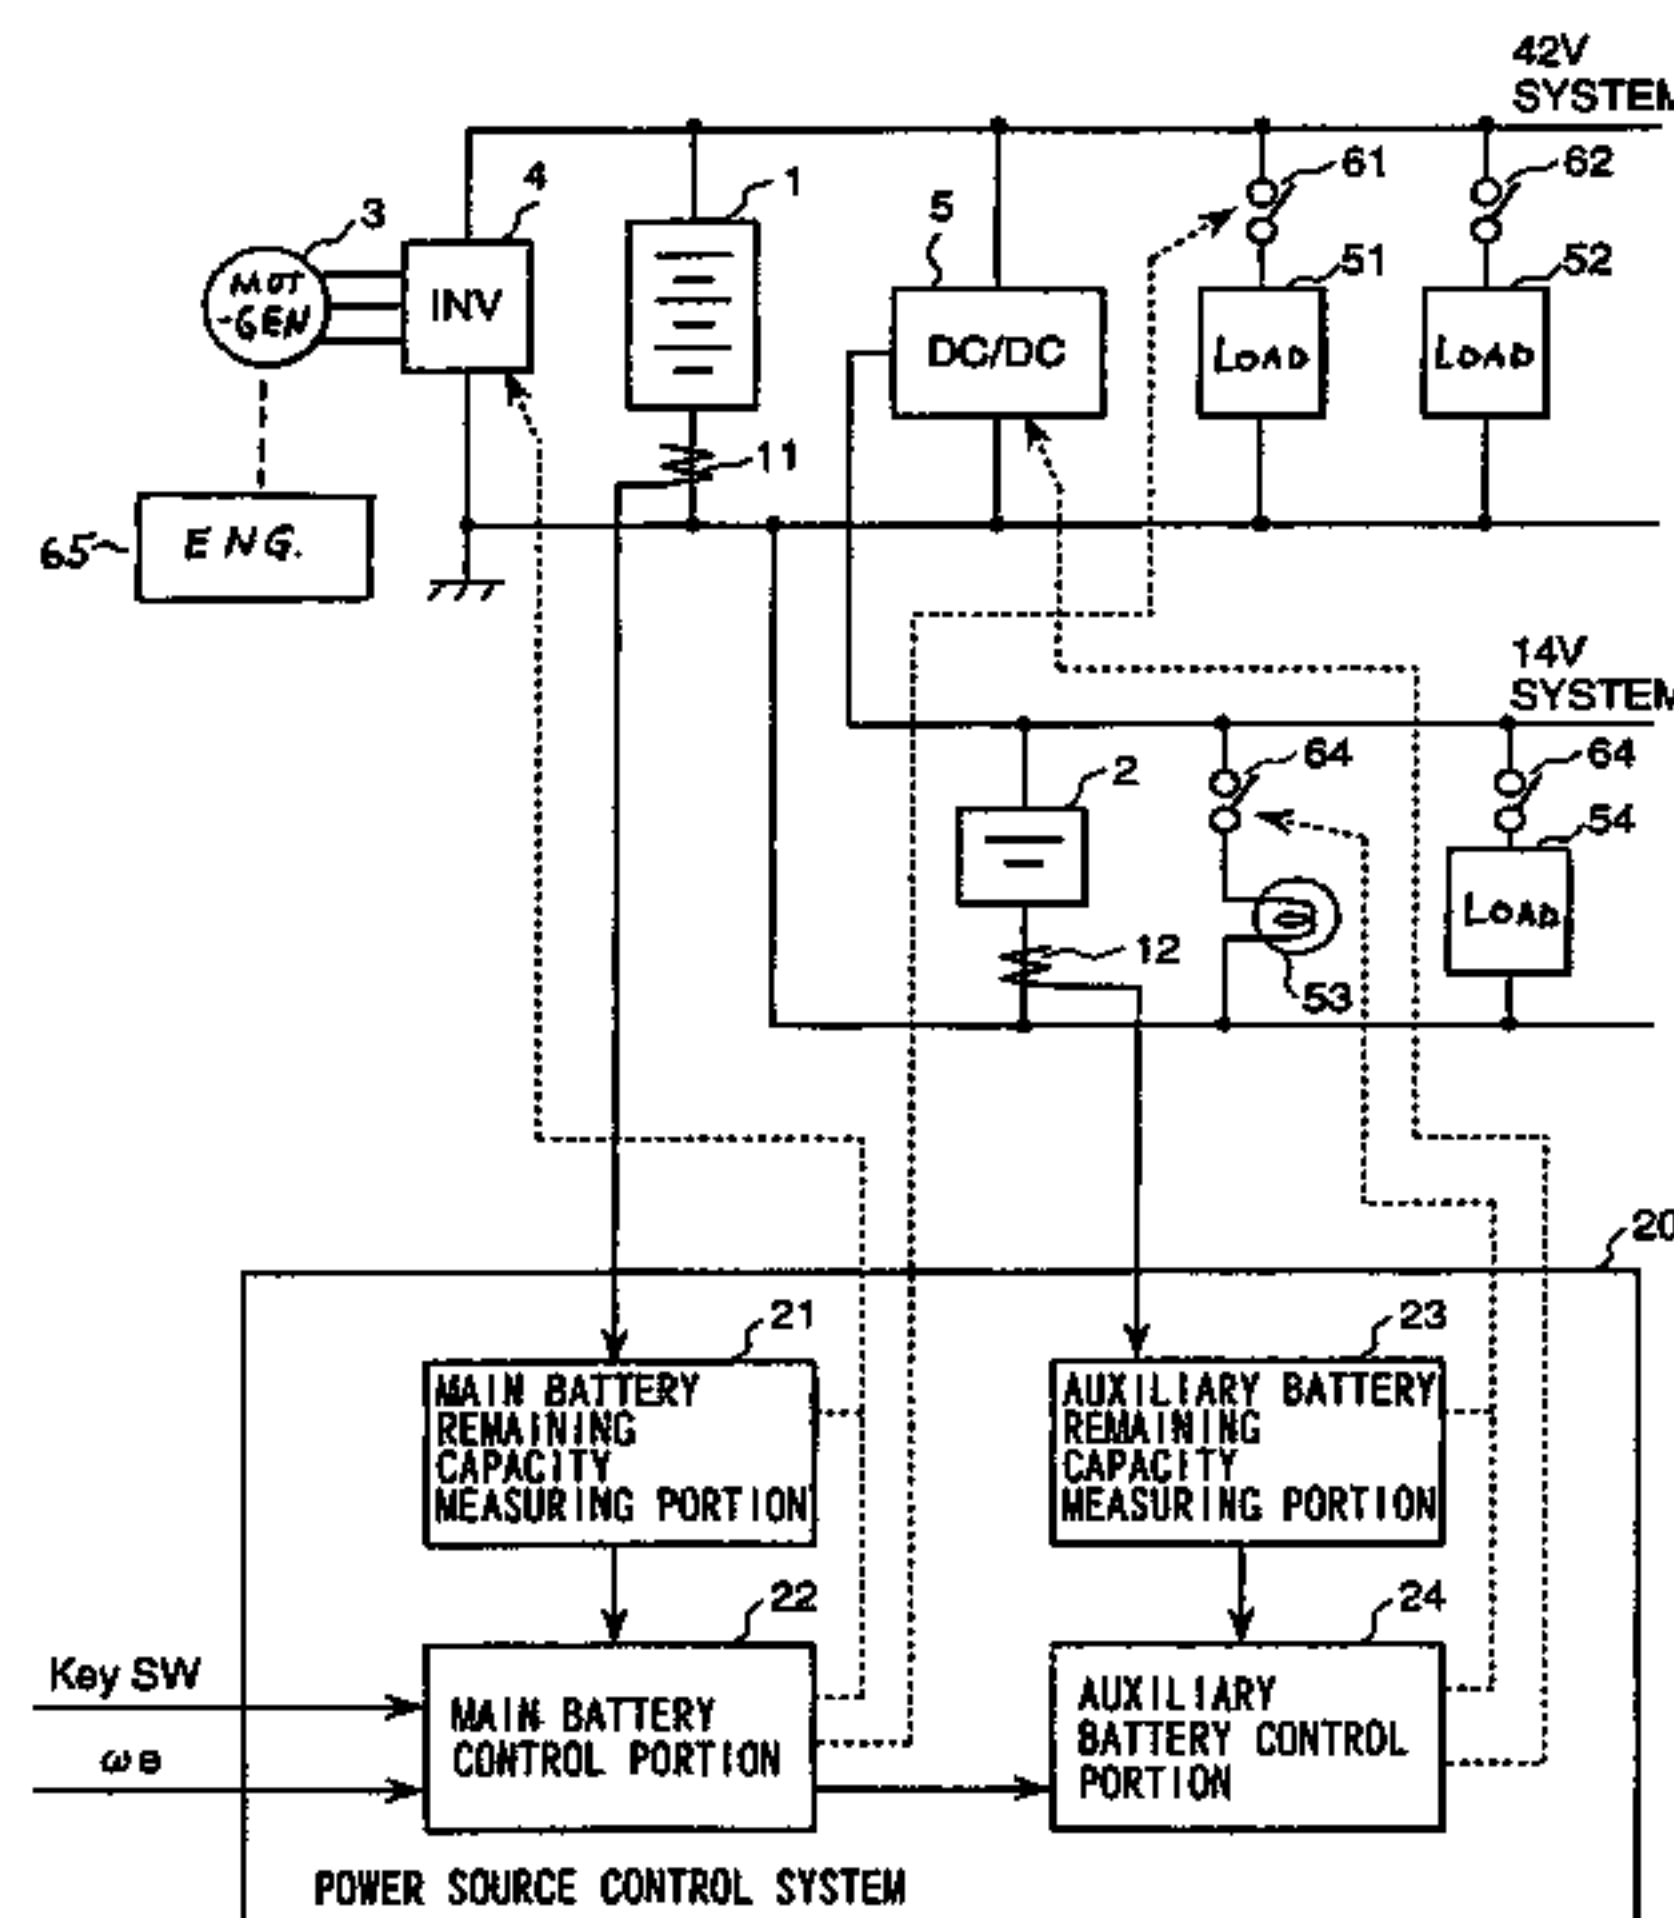 42V
SYSTEM
61
62
4
1
3
5
MOT
-GEN
INV
DC/DC
51
52
LOAD
LOAD
11
65
ENG.
14V
SYSTEM
64
64
2
54
LOAD
12
53
20
21
23
MAIN BATTERY
REMAINING
CAPACITY
MEASURING PORTION
AUXILIARY BATTERY
REMAINING
CAPACITY
MEASURING PORTION
22
24
Key SW
ωe
MAIN BATTERY
CONTROL PORTION
AUXILIARY
BATTERY CONTROL
PORTION
POWER SOURCE CONTROL SYSTEM